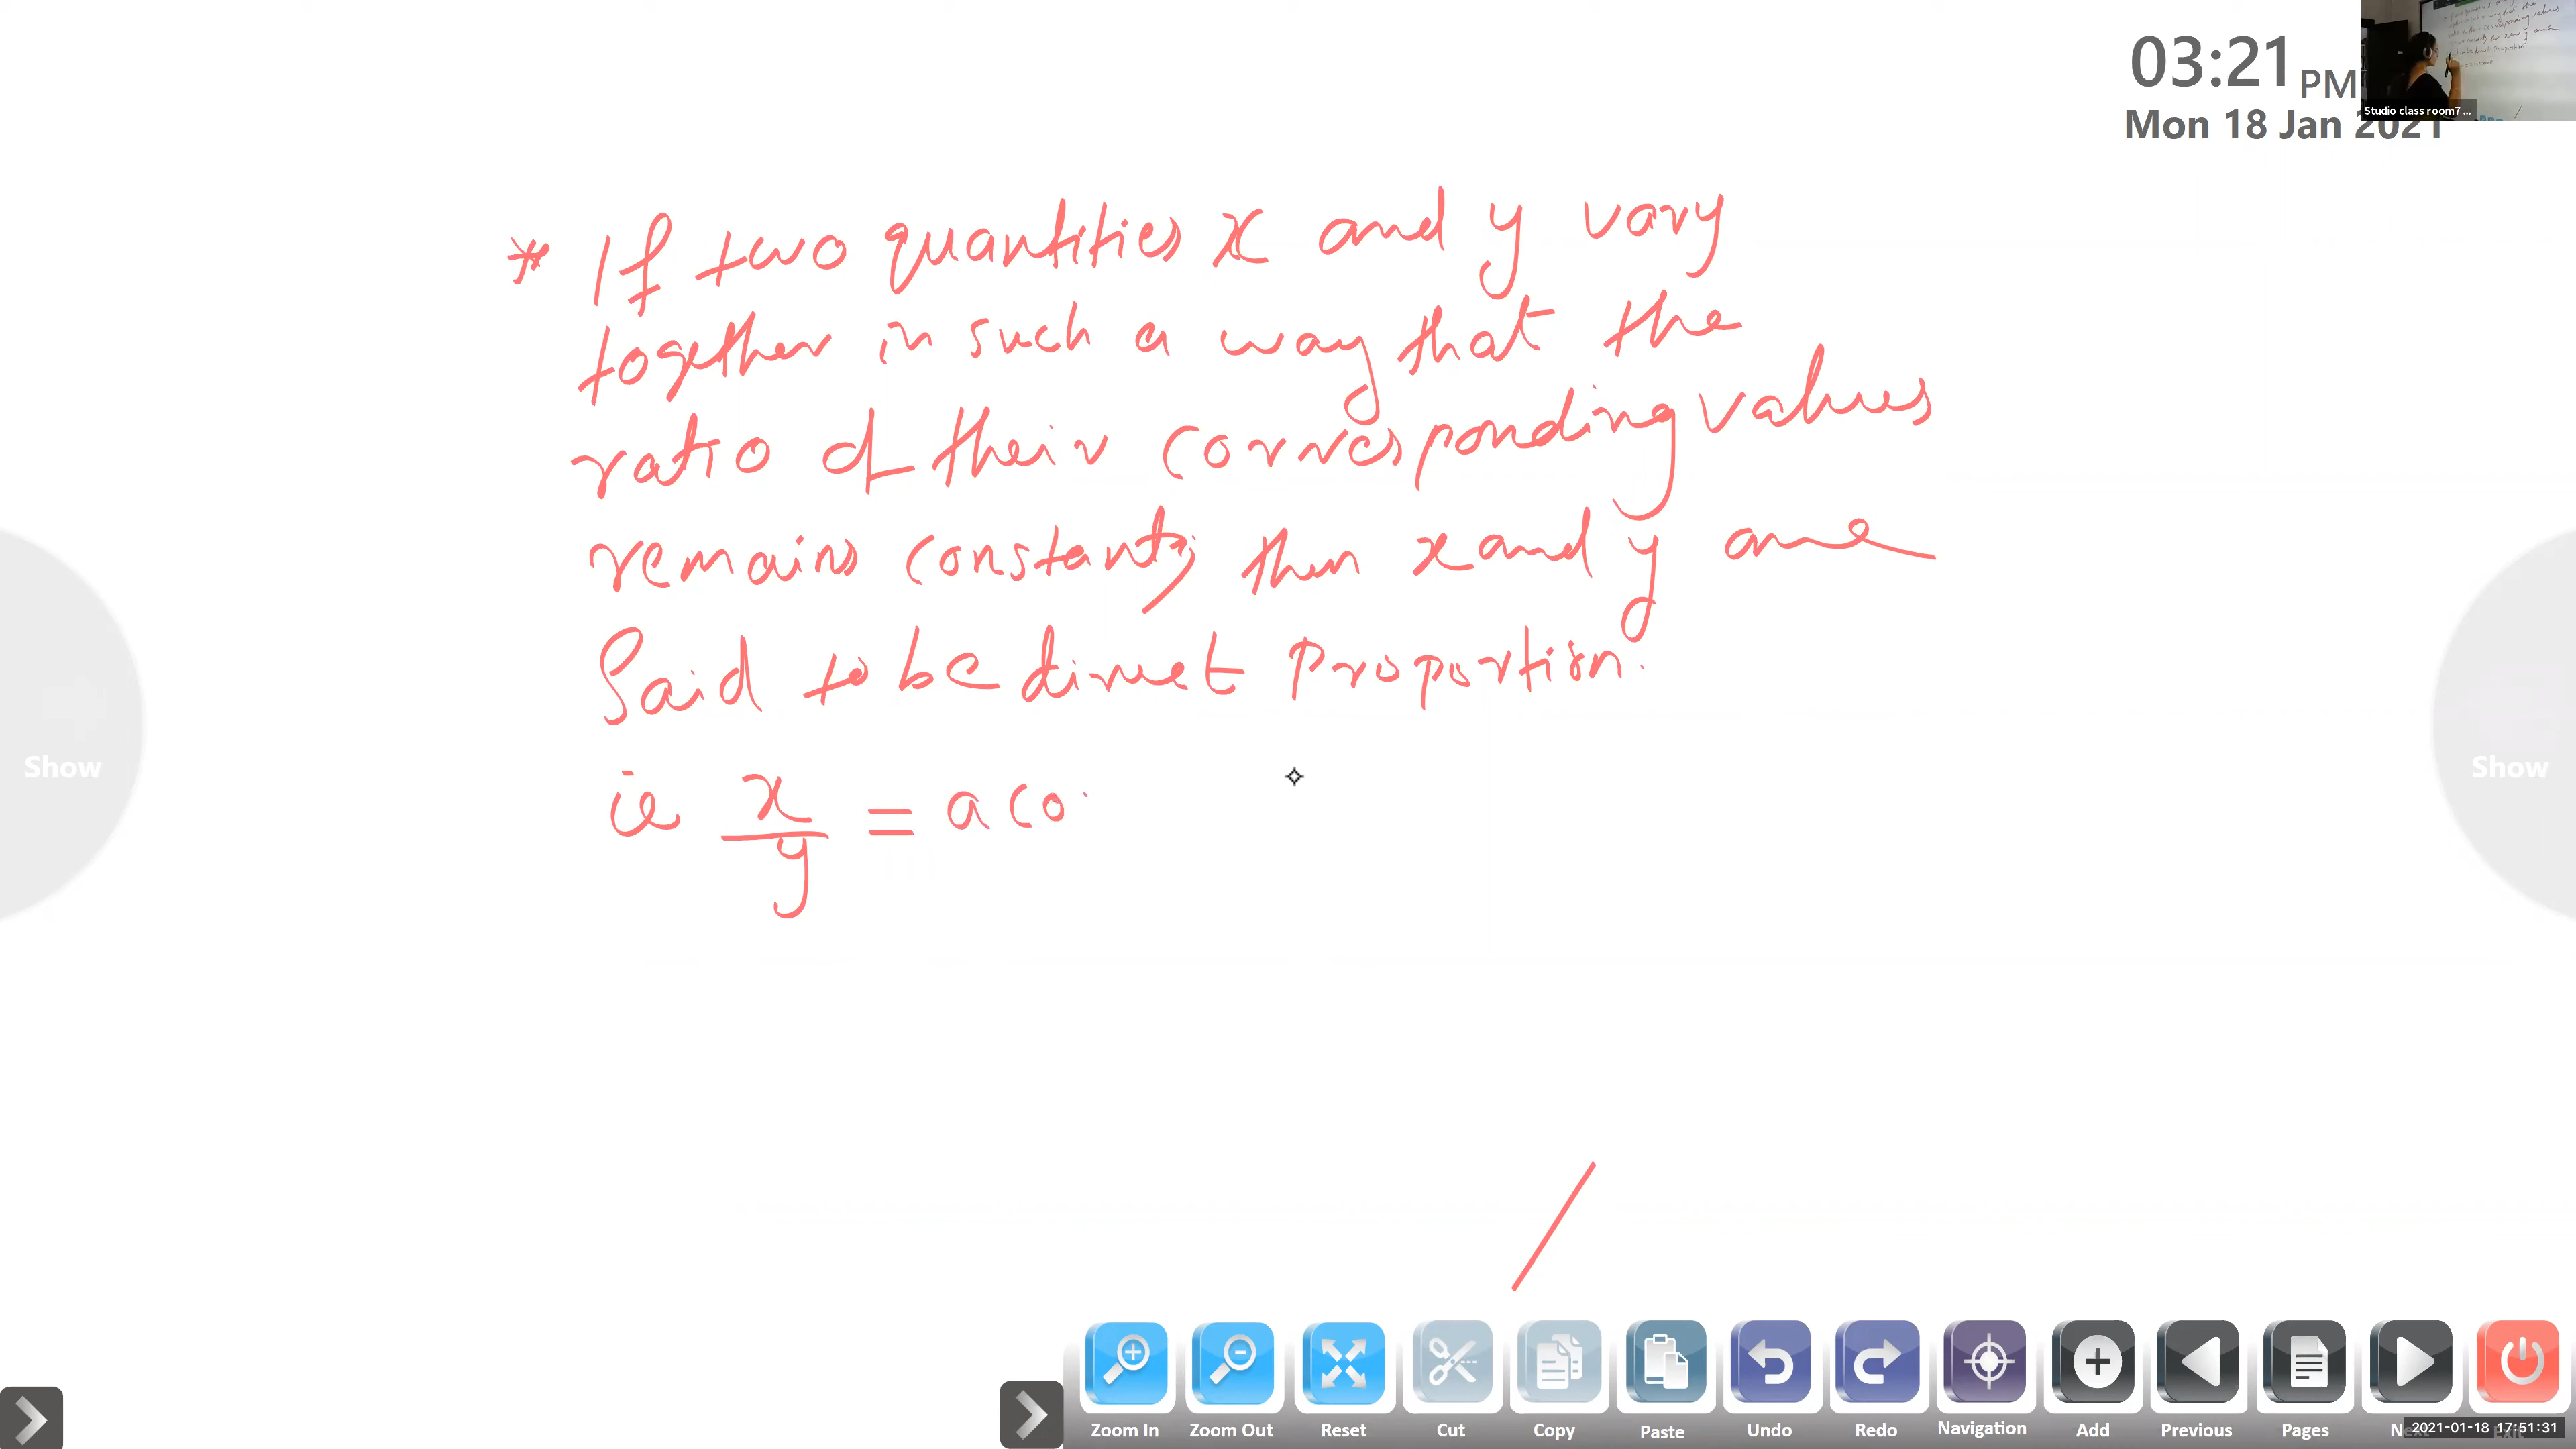 03:21 PM
Mon 18 Jan 2021
Studio class room7 ...
* If two quantities x and y vary
together in such a way that the
ratio of their corresponding values
remains constant; then x and y are
Said to be direct Proportion.
ie x/y = a co
Show
Show
Zoom In Zoom Out Reset Cut Copy Paste Undo Redo Navigation Add Previous Pages
2021-01-18 17:51:31